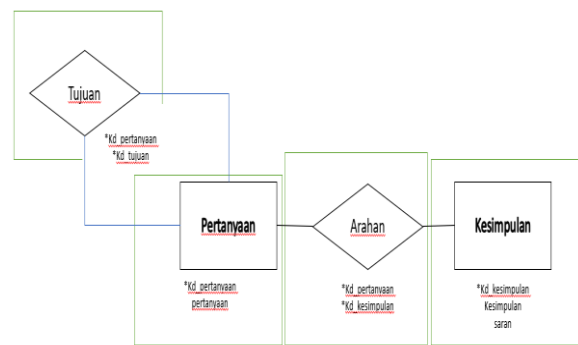 Tujuan
*Kd_pertanyaan
*Kd_tujuan
Pertanyaan
*Kd_pertanyaan
pertanyaan
Arahan
*Kd_pertanyaan
*Kd_kesimpulan
Kesimpulan
*Kd_kesimpulan
Kesimpulan
saran